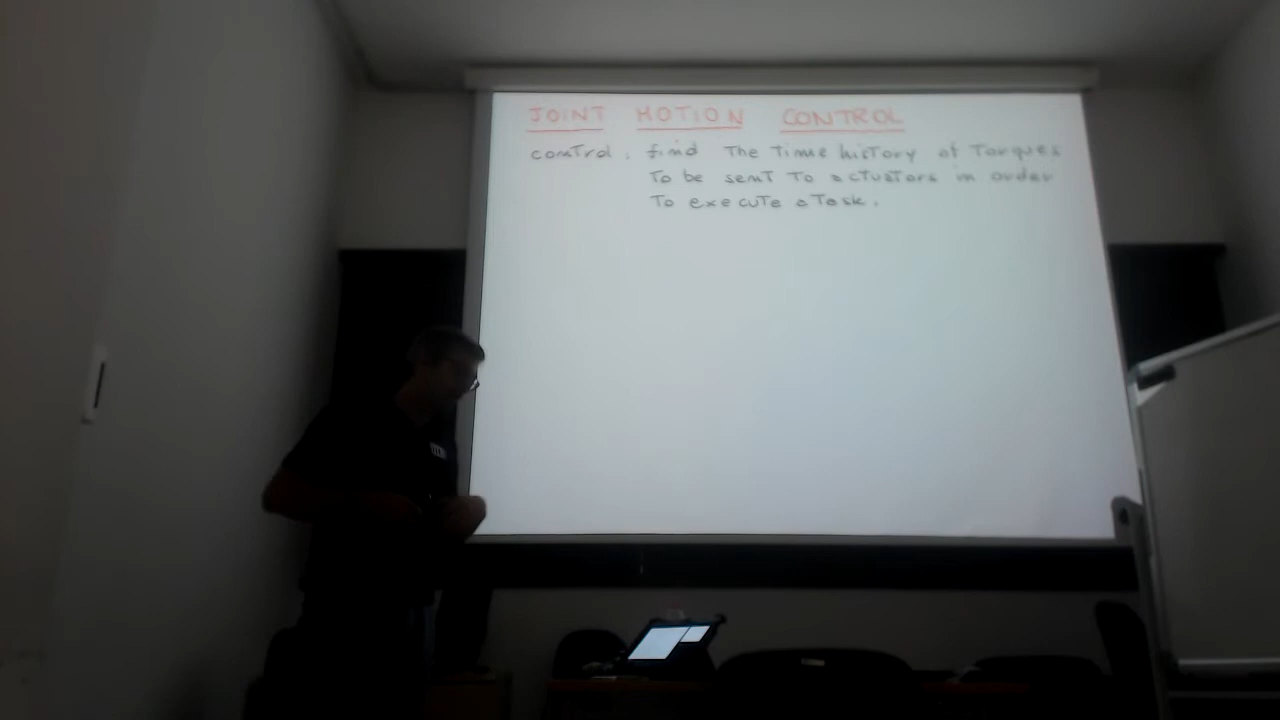 JOINT MOTION CONTROL
control: find The Time history of Torques
To be sent To actuators in order
To execute a Task.